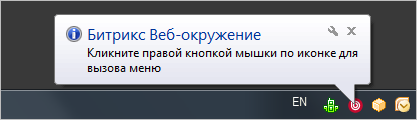 Битрикс Веб-окружение
Кликните правой кнопкой мышки по иконке для
вызова меню
EN